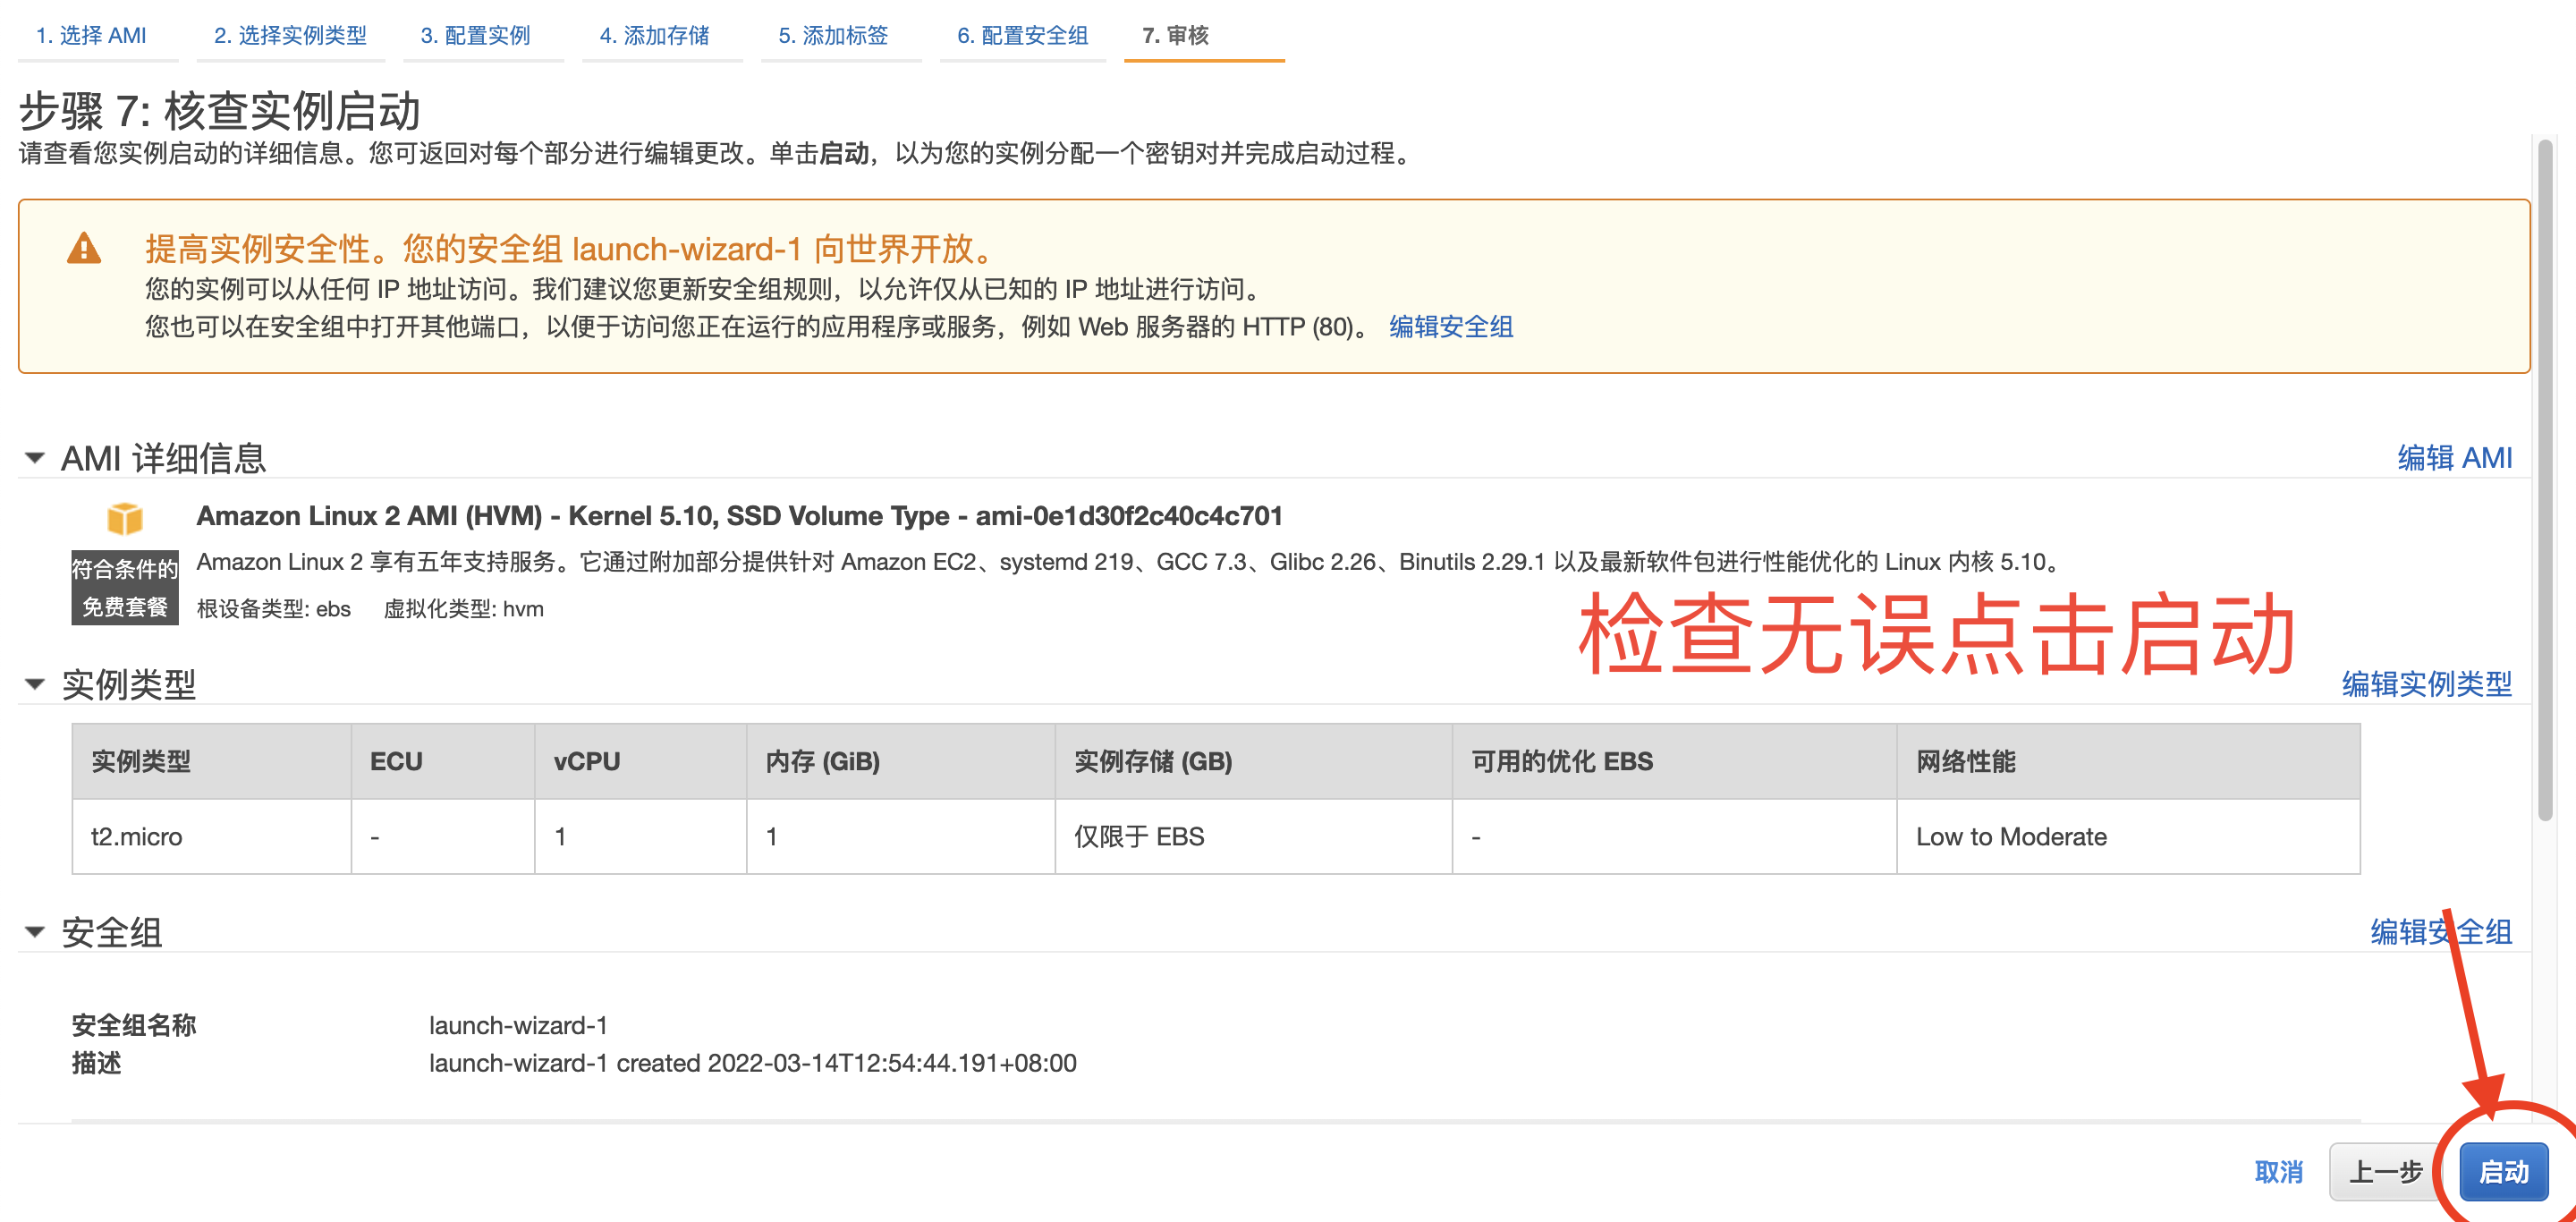 1. 选择 AMI 2. 选择实例类型 3. 配置实例 4. 添加存储 5. 添加标签 6. 配置安全组 7. 审核
步骤 7: 核查实例启动
请查看您实例启动的详细信息。您可返回对每个部分进行编辑更改。单击启动，以为您的实例分配一个密钥对并完成启动过程。
提高实例安全性。您的安全组 launch-wizard-1 向世界开放。
您的实例可以从任何 IP 地址访问。我们建议您更新安全组规则，以允许仅从已知的 IP 地址进行访问。
您也可以在安全组中打开其他端口，以便于访问您正在运行的应用程序或服务，例如 Web 服务器的 HTTP (80)。 编辑安全组
AMI 详细信息 编辑 AMI
Amazon Linux 2 AMI (HVM) - Kernel 5.10, SSD Volume Type - ami-0e1d30f2c40c4c701
符合条件的
免费套餐
Amazon Linux 2 享有五年支持服务。它通过附加部分提供针对 Amazon EC2、systemd 219、GCC 7.3、Glibc 2.26、Binutils 2.29.1 以及最新软件包进行性能优化的 Linux 内核 5.10。
根设备类型: ebs 虚拟化类型: hvm
检查无误点击启动
实例类型 编辑实例类型
实例类型 ECU vCPU 内存 (GiB) 实例存储 (GB) 可用的优化 EBS 网络性能
t2.micro - 1 1 仅限于 EBS - Low to Moderate
安全组 编辑安全组
安全组名称 launch-wizard-1
描述 launch-wizard-1 created 2022-03-14T12:54:44.191+08:00
取消 上一步 启动